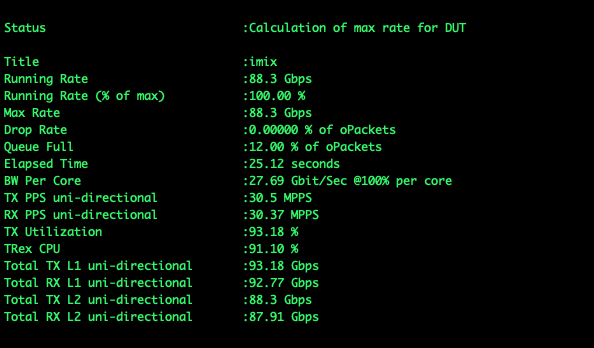 Status :Calculation of max rate for DUT
Title :imix
Running Rate :88.3 Gbps
Running Rate (% of max) :100.00 %
Max Rate :88.3 Gbps
Drop Rate :0.00000 % of oPackets
Queue Full :12.00 % of oPackets
Elapsed Time :25.12 seconds
BW Per Core :27.69 Gbit/Sec @100% per core
TX PPS uni-directional :30.5 MPPS
RX PPS uni-directional :30.37 MPPS
TX Utilization :93.18 %
TRex CPU :91.10 %
Total TX L1 uni-directional :93.18 Gbps
Total RX L1 uni-directional :92.77 Gbps
Total TX L2 uni-directional :88.3 Gbps
Total RX L2 uni-directional :87.91 Gbps